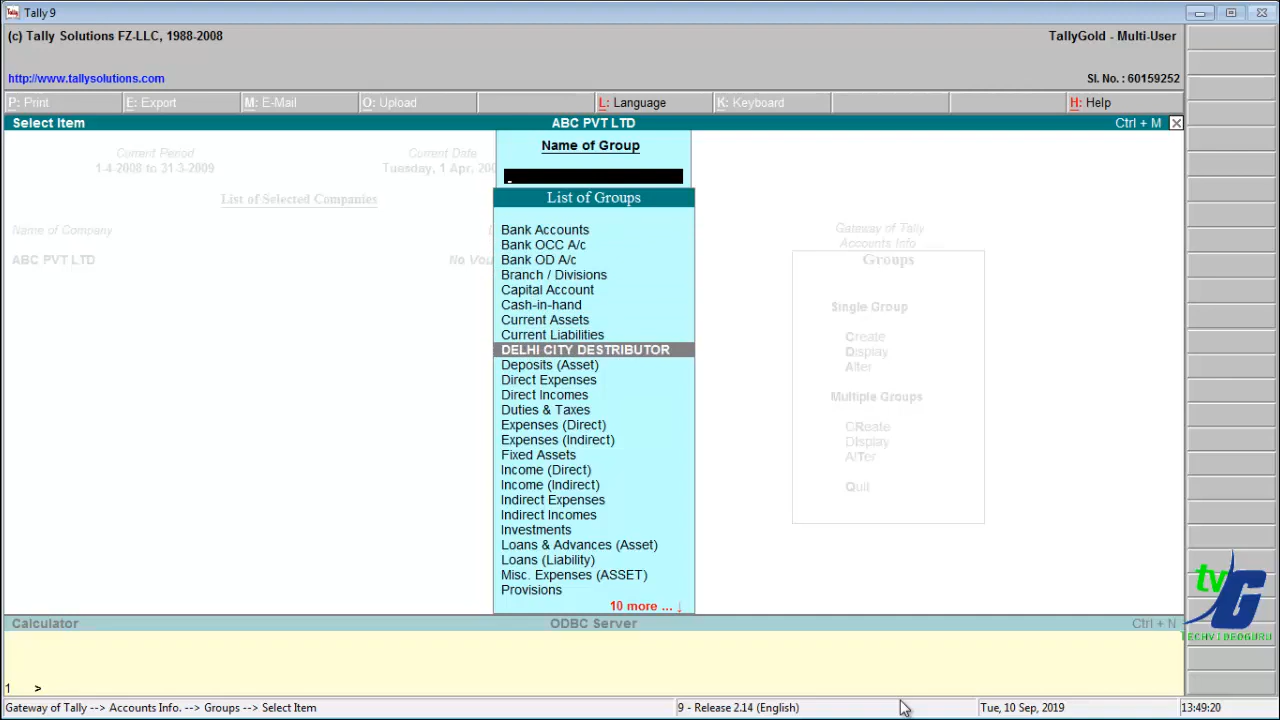 Tally 9
(c) Tally Solutions FZ-LLC, 1988-2008
TallyGold - Multi-User
http://www.tallysolutions.com
Sl. No. : 60159252
P: Print
E: Export
M: E-Mail
O: Upload
L: Language
K: Keyboard
H: Help
Select Item
ABC PVT LTD
Ctrl + M
Current Period
1-4-2008 to 31-3-2009
Current Date
Tuesday, 1 Apr, 200
List of Selected Companies
Name of Company
ABC PVT LTD
No Vou
Name of Group
List of Groups
Bank Accounts
Bank OCC A/c
Bank OD A/c
Branch / Divisions
Capital Account
Cash-in-hand
Current Assets
Current Liabilities
DELHI CITY DESTRIBUTOR
Deposits (Asset)
Direct Expenses
Direct Incomes
Duties & Taxes
Expenses (Direct)
Expenses (Indirect)
Fixed Assets
Income (Direct)
Income (Indirect)
Indirect Expenses
Indirect Incomes
Investments
Loans & Advances (Asset)
Loans (Liability)
Misc. Expenses (ASSET)
Provisions
10 more ... ↓
Gateway of Tally
Accounts Info. ......
Groups
Single Group
Create
Display
Alter
Multiple Groups
CReate
DIsplay
AlTer
Quit
tvG
TECHVIDEOGURU
Calculator
ODBC Server
Ctrl + N
1 >
Gateway of Tally --> Accounts Info. --> Groups --> Select Item
9 - Release 2.14 (English)
Tue, 10 Sep, 2019
13:49:20